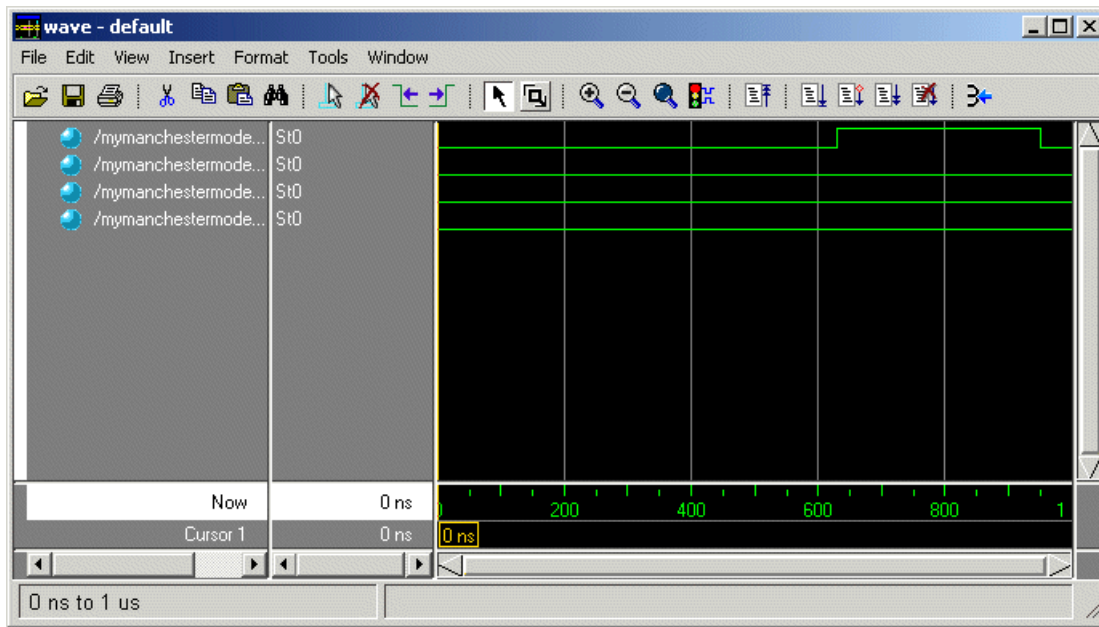 wave - default
File Edit View Insert Format Tools Window
/mymanchestermode... St0
/mymanchestermode... St0
/mymanchestermode... St0
/mymanchestermode... St0
Now 0 ns 200 400 600 800 1
Cursor 1 0 ns 0 ns
0 ns to 1 us